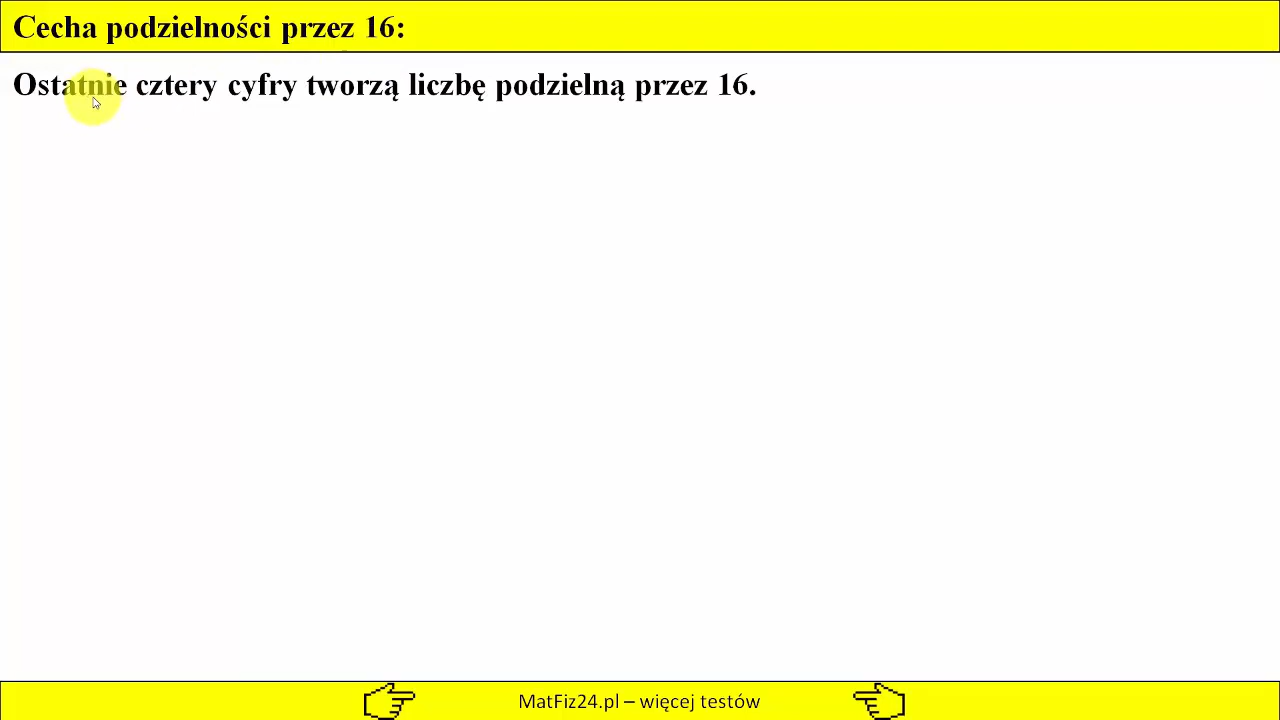 Cecha podzielności przez 16:
Ostatnie cztery cyfry tworzą liczbę podzielną przez 16.
MatFiz24.pl – więcej testów